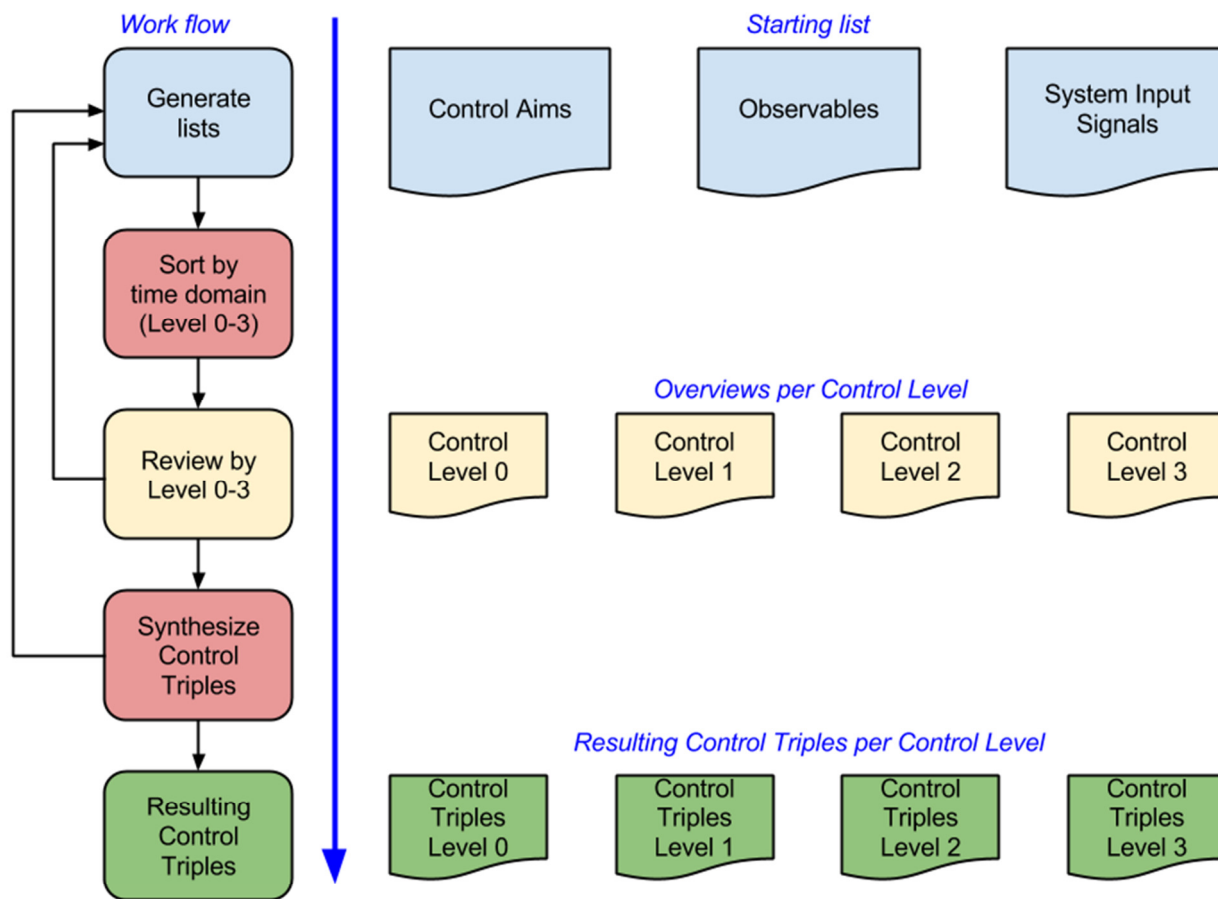 Work flow
Starting list
Generate
lists
Control Aims
Observables
System Input
Signals
Sort by
time domain
(Level 0-3)
Overviews per Control Level
Review by
Level 0-3
Control
Level 0
Control
Level 1
Control
Level 2
Control
Level 3
Synthesize
Control
Triples
Resulting Control Triples per Control Level
Resulting
Control
Triples
Control
Triples
Level 0
Control
Triples
Level 1
Control
Triples
Level 2
Control
Triples
Level 3